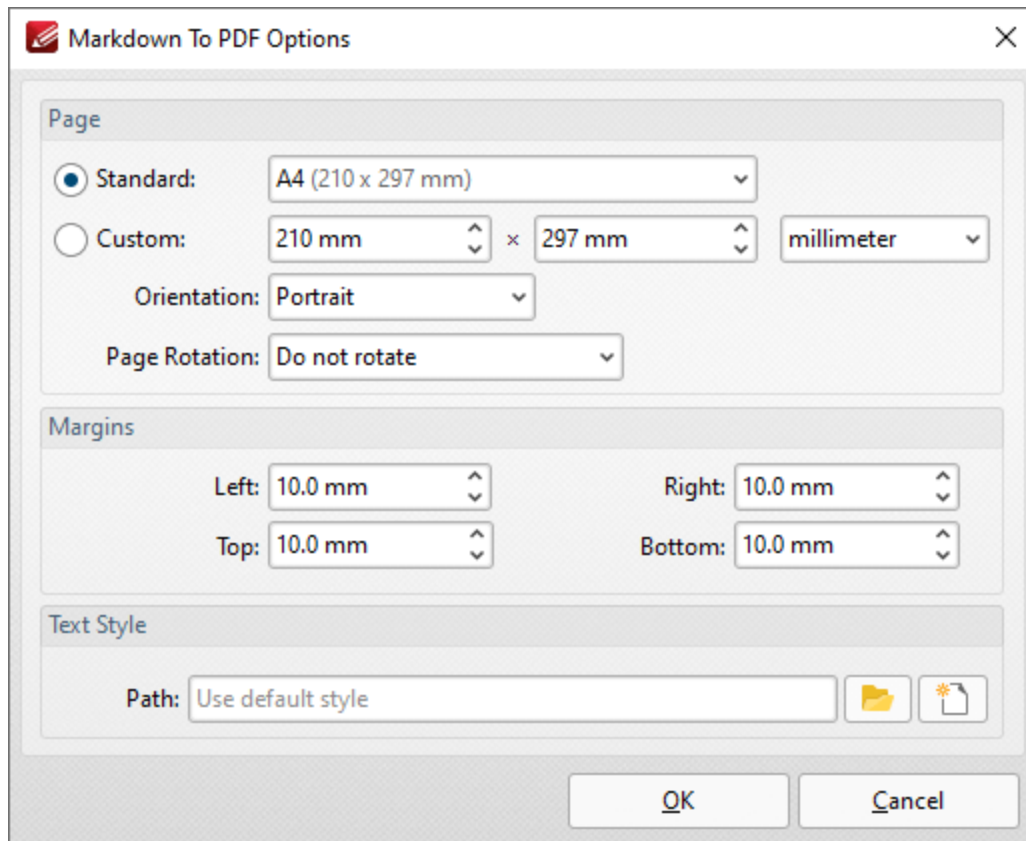 Markdown To PDF Options
Page
Standard: A4 (210 x 297 mm)
Custom: 210 mm × 297 mm millimeter
Orientation: Portrait
Page Rotation: Do not rotate
Margins
Left: 10.0 mm Right: 10.0 mm
Top: 10.0 mm Bottom: 10.0 mm
Text Style
Path: Use default style
OK Cancel